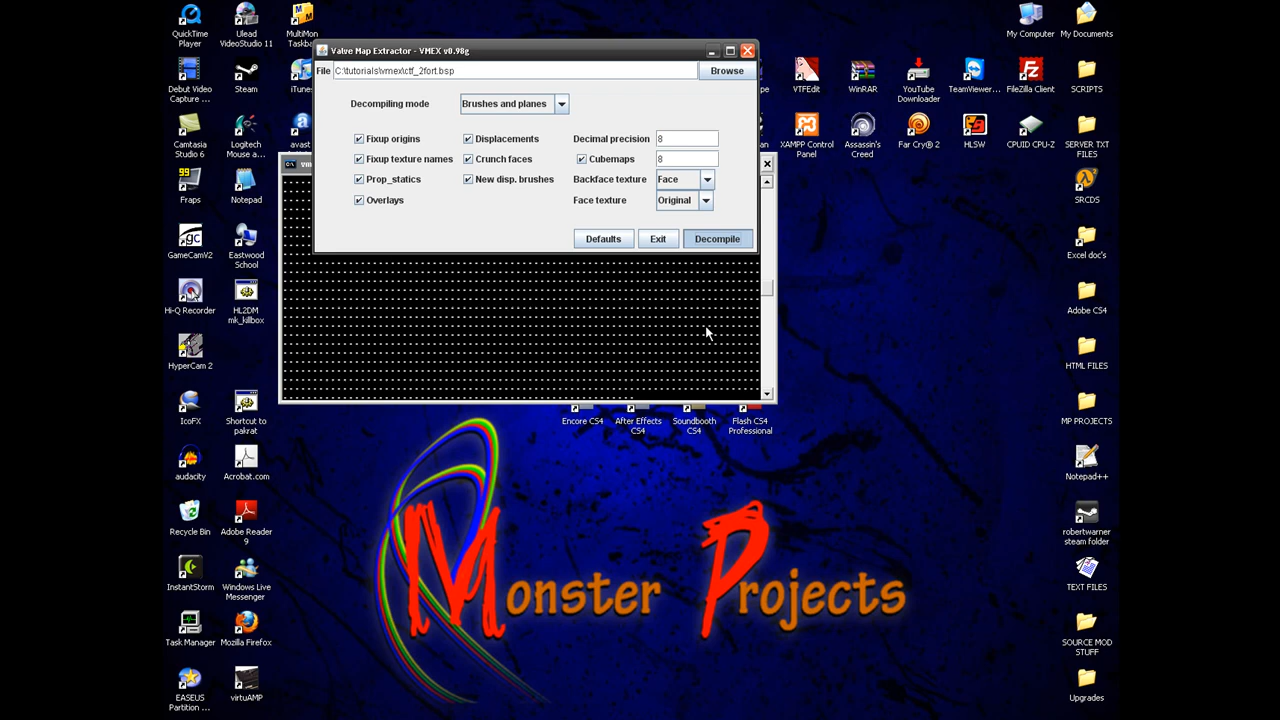 QuickTime Player
Ulead VideoStudio 11
MultiMon Taskba
My Computer
My Documents
Valve Map Extractor - VMEX v0.98g
File
C:\tutorials\vmex\ctf_2fort.bsp
Browse
Decompiling mode
Brushes and planes
Fixup origins
Displacements
Decimal precision
8
Fixup texture names
Crunch faces
Cubemaps
8
Prop_statics
New disp. brushes
Backface texture
Face
Overlays
Face texture
Original
Defaults
Exit
Decompile
Debut Video Capture ...
Steam
iTune
VTFEdit
WinRAR
YouTube Downloader
TeamViewer...
FileZilla Client
SCRIPTS
Camtasia Studio 6
Logitech Mouse a...
avast
XAMPP Control Panel
Assassin's Creed
Far Cry® 2
HLSW
CPUID CPU-Z
SERVER TXT FILES
99
Fraps
Notepad
SRCDS
GameCamV2
Eastwood School
Excel doc's
Hi-Q Recorder
HL2DM mk_killbox
Adobe CS4
HyperCam 2
HTML FILES
IcoFX
Shortcut to pakrat
Encore CS4
After Effects CS4
Soundbooth CS4
Flash CS4 Professional
MP PROJECTS
audacity
Acrobat.com
Notepad++
Recycle Bin
Adobe Reader 9
robertwarner steam folder
InstantStorm
Windows Live Messenger
TEXT FILES
Monster Projects
Task Manager
Mozilla Firefox
SOURCE MOD STUFF
EASEUS Partition ...
virtuAMP
Upgrades